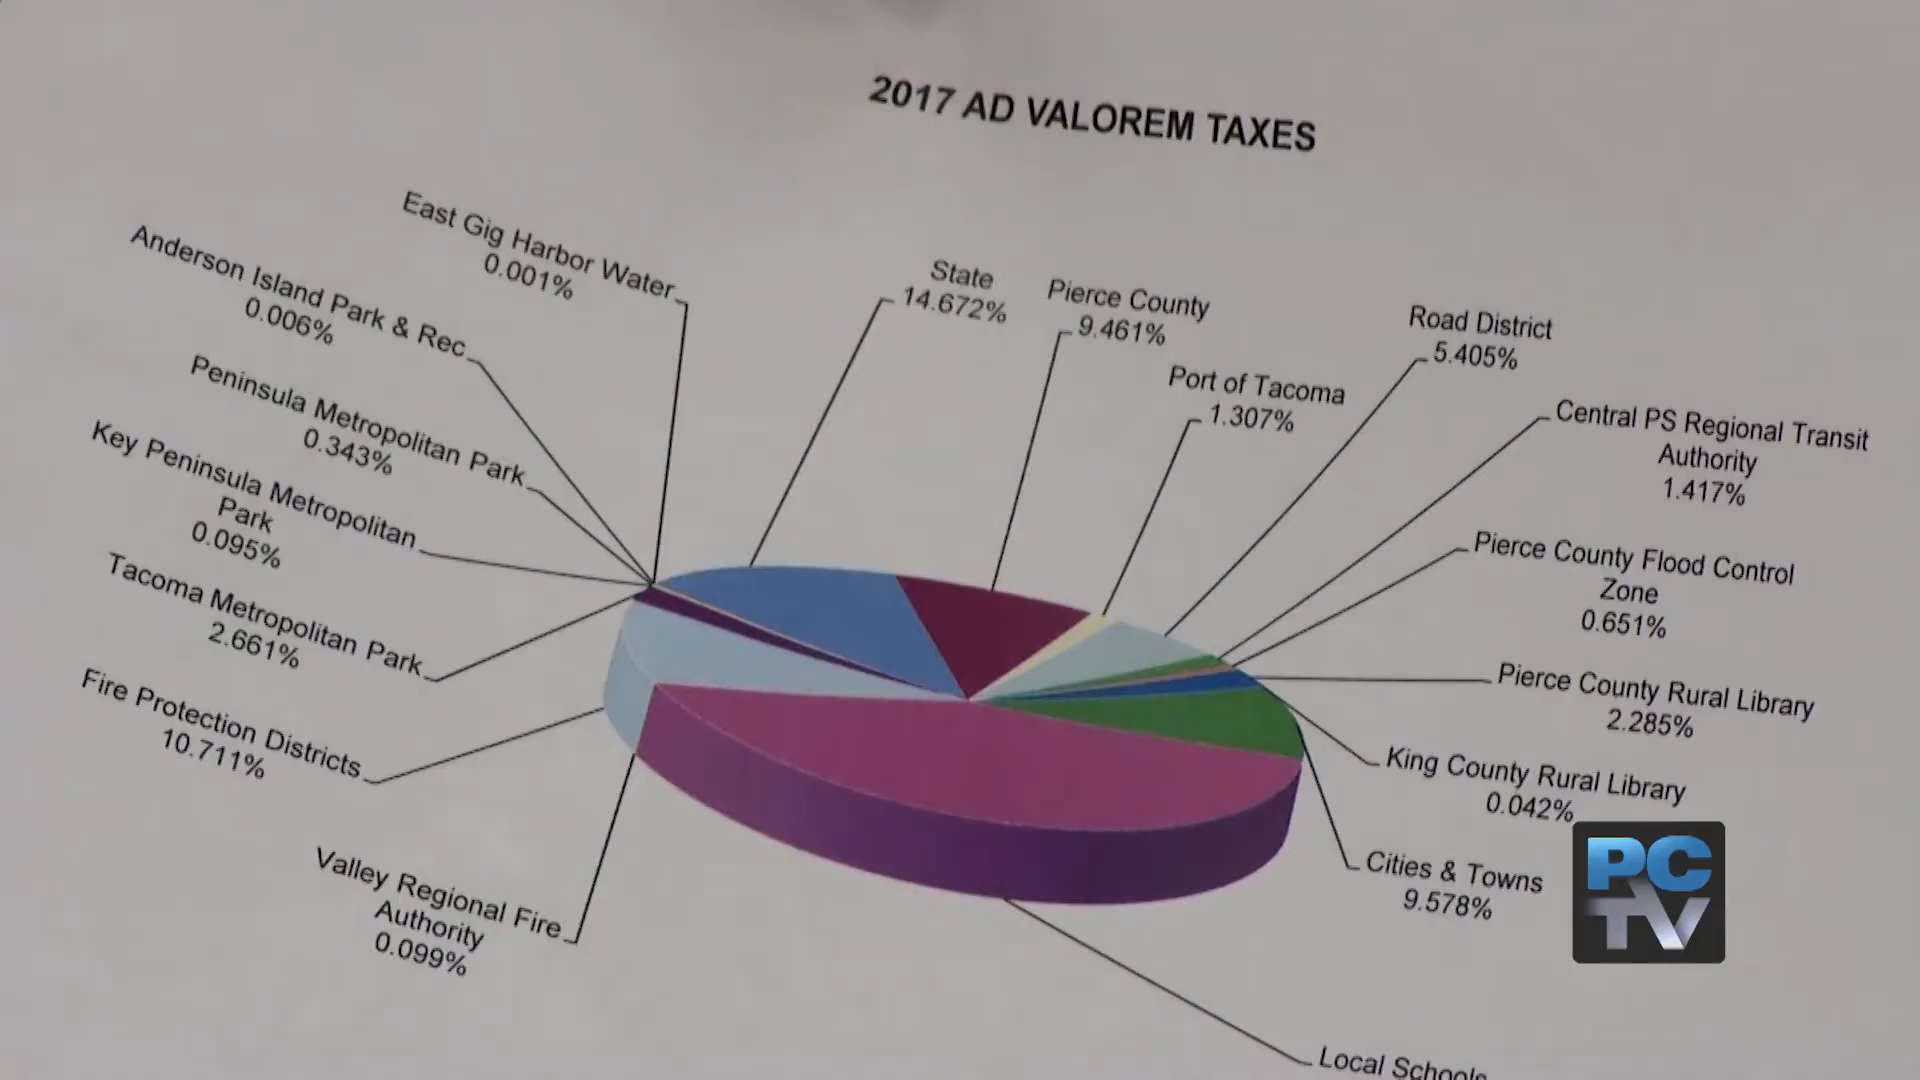 2017 AD VALOREM TAXES
East Gig Harbor Water
0.001%
Anderson Island Park & Rec
0.006%
Peninsula Metropolitan Park
0.343%
Key Peninsula Metropolitan
Park
0.095%
Tacoma Metropolitan Park
2.661%
Fire Protection Districts
10.711%
Valley Regional Fire
Authority
0.099%
State
14.672%
Pierce County
9.461%
Port of Tacoma
1.307%
Road District
5.405%
Central PS Regional Transit
Authority
1.417%
Pierce County Flood Control
Zone
0.651%
Pierce County Rural Library
2.285%
King County Rural Library
0.042%
Cities & Towns
9.578%
Local Schools
PC
TV